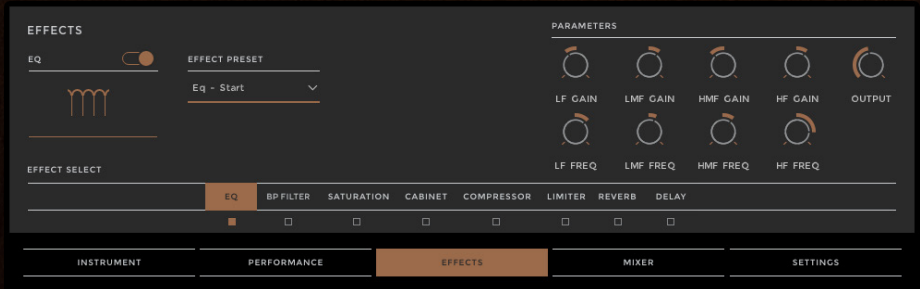 EFFECTS
EQ
EFFECT PRESET
Eq - Start
PARAMETERS
LF GAIN LMF GAIN HMF GAIN HF GAIN OUTPUT
LF FREQ LMF FREQ HMF FREQ HF FREQ
EFFECT SELECT
EQ BP FILTER SATURATION CABINET COMPRESSOR LIMITER REVERB DELAY
INSTRUMENT PERFORMANCE EFFECTS MIXER SETTINGS